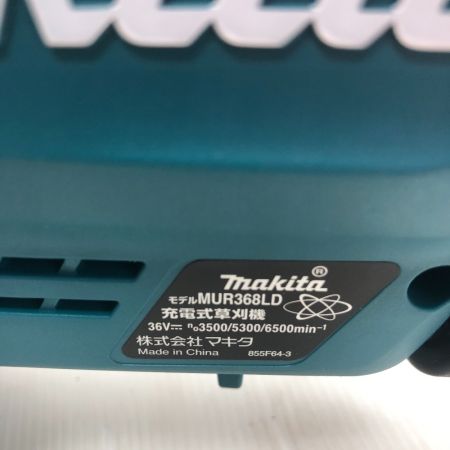 makita®
モデルMUR368LD
充電式草刈機
36V⎓ n₀3500/5300/6500min⁻¹
株式会社 マキタ
Made in China 855F64-3